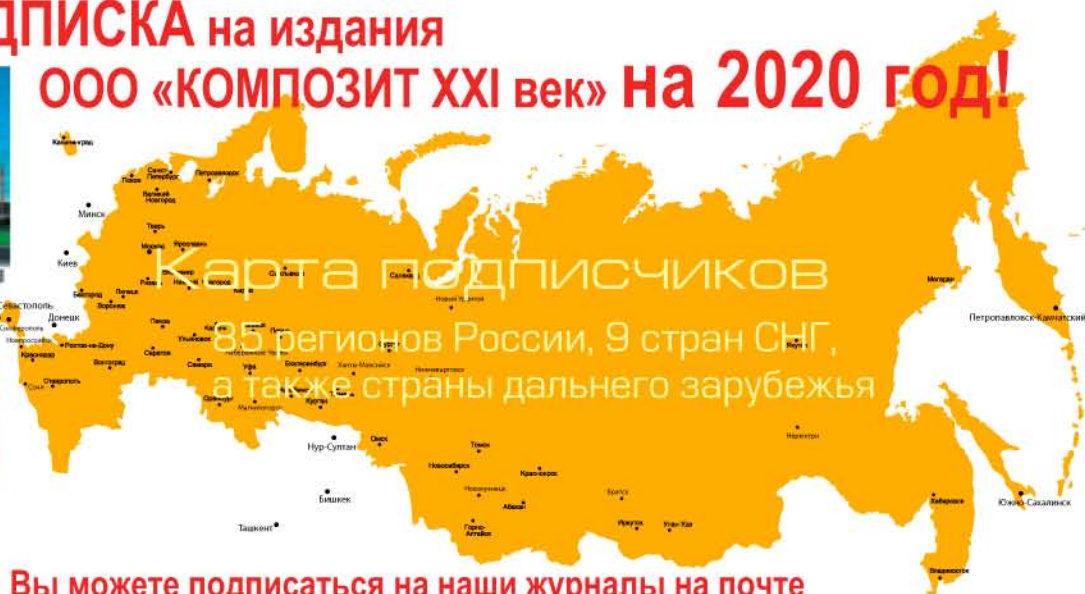 ДПИСКА на издания
ООО «КОМПОЗИТ XXI век» на 2020 год!
Санкт-
Петербург
Петрозаводск
Псков
Великий
Новгород
Минск
Тверь
Москва
Ярославль
Киев
Карта подписчиков
Салехард
Новый Уренгой
Магадан
Белгород
Липецк
Воронеж
Севастополь
Донецк
Симферополь
Петропавловск-Камчатский
Новороссийск
Пенза
85 регионов России, 9 стран СНГ,
Краснодар
Ростов-на-Дону
Ульяновск
Якутск
Саратов
Набережные Челны
Волгоград
Самара
Уфа
Екатеринбург
Ханты-Мансийск
Нижневартовск
Сочи
Ставрополь
а также страны дальнего зарубежья
Оренбург
Магнитогорск
Курган
Нерюнгри
Нур-Султан
Омск
Томск
Новосибирск
Красноярск
Новокузнецк
Братск
Бишкек
Абакан
Хабаровск
Южно-Сахалинск
Ташкент
Горно-
Алтайск
Иркутск
Улан-Удэ
Владивосток
Вы можете подписаться на наши журналы на почте